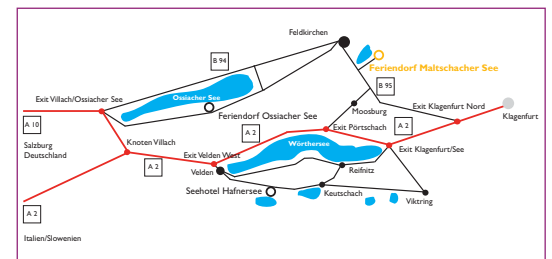 Feldkirchen
B 94
Feriendorf Maltschacher See
Ossiacher See
B 95
Exit Villach/Ossiacher See
Feriendorf Ossiacher See
Moosburg
Exit Klagenfurt Nord
Klagenfurt
A 10
A 2
Exit Pörtschach
A 2
Salzburg
Deutschland
Knoten Villach
Wörthersee
Exit Velden West
Exit Klagenfurt/See
A 2
Velden
Reifnitz
Seehotel Hafnersee
Keutschach
Viktring
A 2
Italien/Slowenien